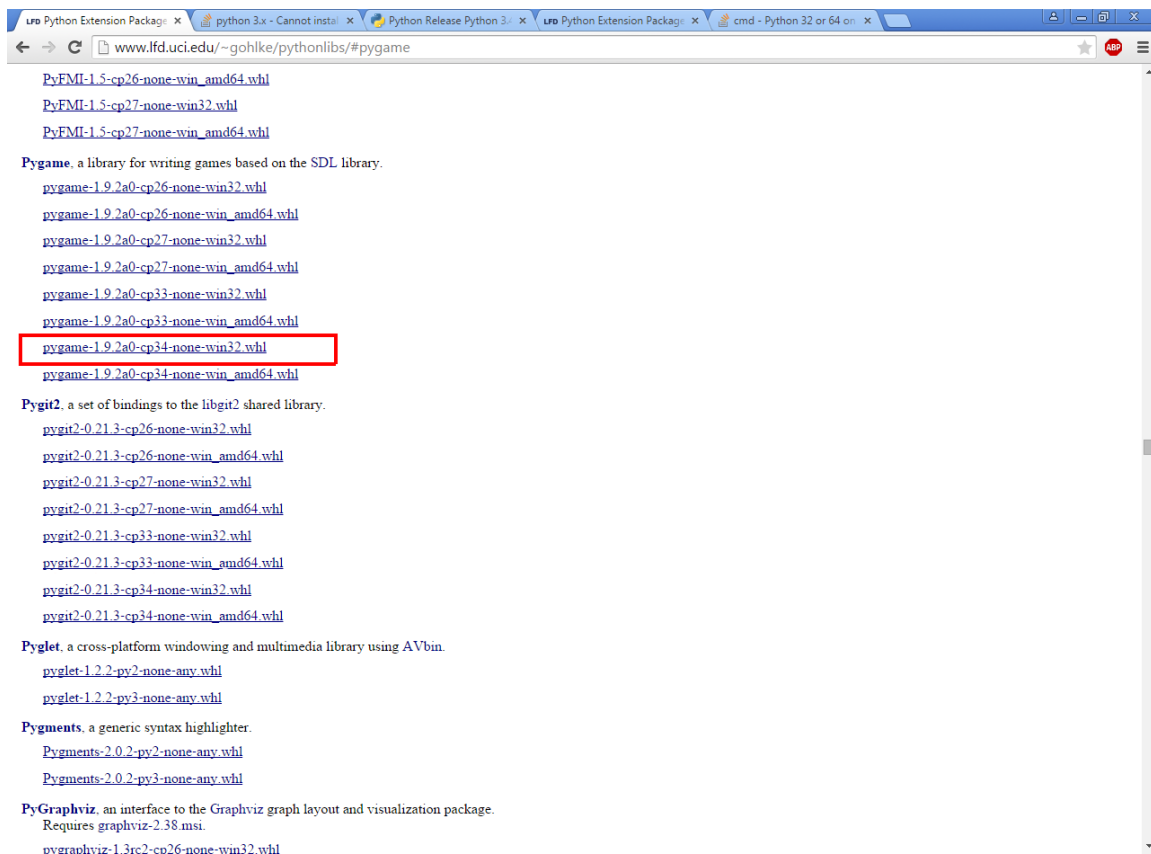 LFD Python Extension Package
python 3.x - Cannot instal
Python Release Python 3.4
LFD Python Extension Package
cmd - Python 32 or 64 on
www.lfd.uci.edu/~gohlke/pythonlibs/#pygame
ABP
PyFMI-1.5-cp26-none-win_amd64.whl
PyFMI-1.5-cp27-none-win32.whl
PyFMI-1.5-cp27-none-win_amd64.whl
Pygame, a library for writing games based on the SDL library.
pygame-1.9.2a0-cp26-none-win32.whl
pygame-1.9.2a0-cp26-none-win_amd64.whl
pygame-1.9.2a0-cp27-none-win32.whl
pygame-1.9.2a0-cp27-none-win_amd64.whl
pygame-1.9.2a0-cp33-none-win32.whl
pygame-1.9.2a0-cp33-none-win_amd64.whl
pygame-1.9.2a0-cp34-none-win32.whl
pygame-1.9.2a0-cp34-none-win_amd64.whl
Pygit2, a set of bindings to the libgit2 shared library.
pygit2-0.21.3-cp26-none-win32.whl
pygit2-0.21.3-cp26-none-win_amd64.whl
pygit2-0.21.3-cp27-none-win32.whl
pygit2-0.21.3-cp27-none-win_amd64.whl
pygit2-0.21.3-cp33-none-win32.whl
pygit2-0.21.3-cp33-none-win_amd64.whl
pygit2-0.21.3-cp34-none-win32.whl
pygit2-0.21.3-cp34-none-win_amd64.whl
Pyglet, a cross-platform windowing and multimedia library using AVbin.
pyglet-1.2.2-py2-none-any.whl
pyglet-1.2.2-py3-none-any.whl
Pygments, a generic syntax highlighter.
Pygments-2.0.2-py2-none-any.whl
Pygments-2.0.2-py3-none-any.whl
PyGraphviz, an interface to the Graphviz graph layout and visualization package.
Requires graphviz-2.38.msi.
pygraphviz-1.3rc2-cp26-none-win32.whl